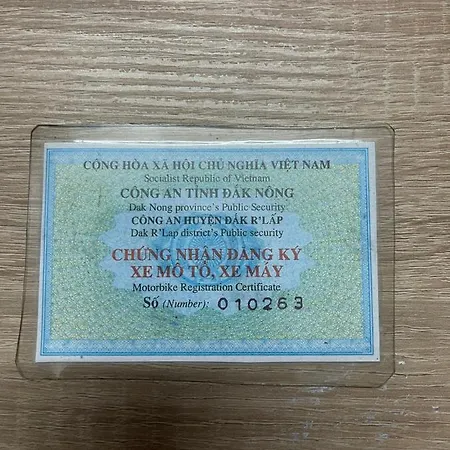 CỘNG HÒA XÃ HỘI CHỦ NGHĨA VIỆT NAM
Socialist Republic of Vietnam
CÔNG AN TỈNH ĐẮK NÔNG
Dak Nong province's Public Security
CÔNG AN HUYỆN ĐẮK R'LẤP
Dak R'Lap district's Public security
CHỨNG NHẬN ĐĂNG KÝ
XE MÔ TÔ, XE MÁY
Motorbike Registration Certificate
Số (Number): 010263